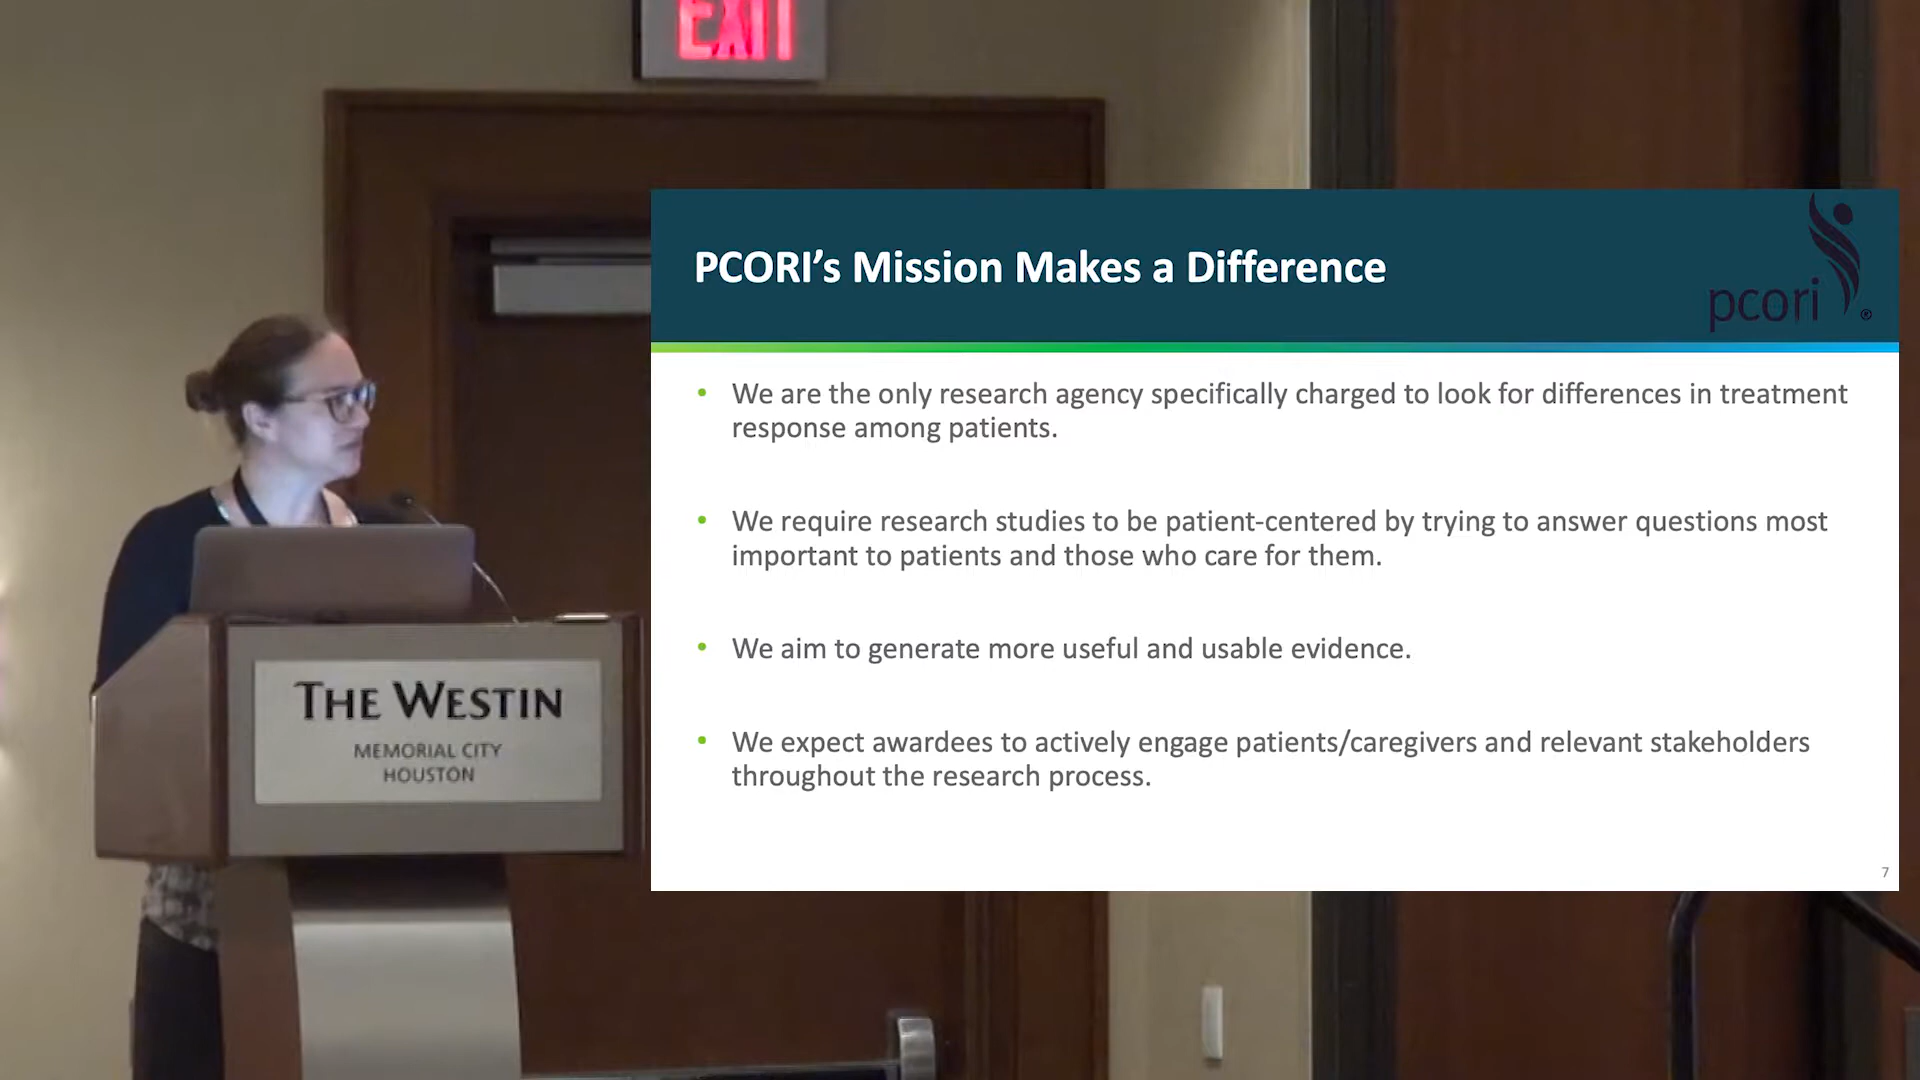 EXIT
PCORI’s Mission Makes a Difference
pcori ®
• We are the only research agency specifically charged to look for differences in treatment
response among patients.
• We require research studies to be patient-centered by trying to answer questions most
important to patients and those who care for them.
• We aim to generate more useful and usable evidence.
• We expect awardees to actively engage patients/caregivers and relevant stakeholders
throughout the research process.
7
THE WESTIN
MEMORIAL CITY
HOUSTON